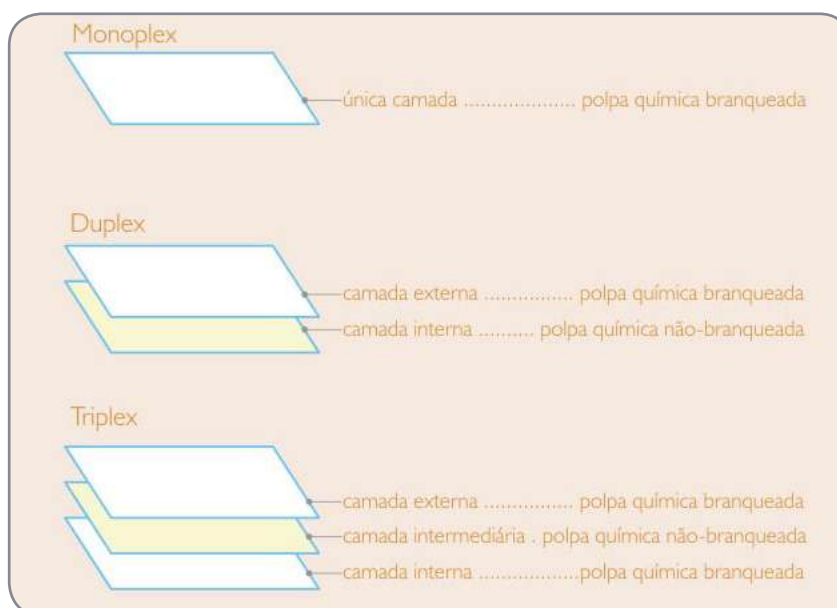 Monoplex
única camada .................... polpa química branqueada
Duplex
camada externa ................ polpa química branqueada
camada interna .......... polpa química não-branqueada
Triplex
camada externa ................ polpa química branqueada
camada intermediária . polpa química não-branqueada
camada interna ..................polpa química branqueada